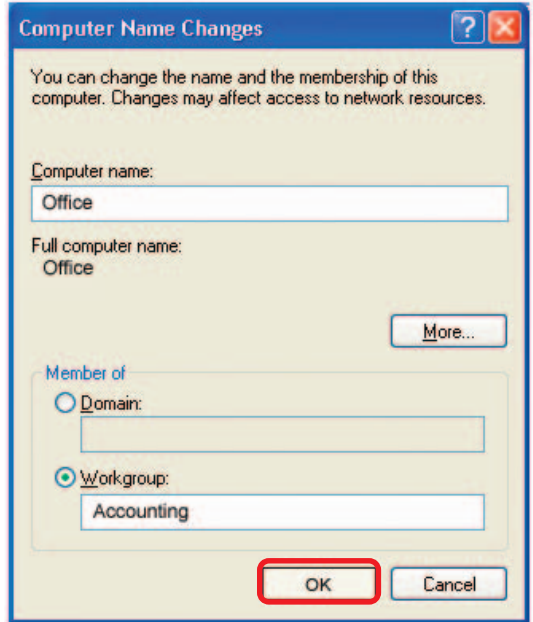 Computer Name Changes
You can change the name and the membership of this
computer. Changes may affect access to network resources.
Computer name:
Office
Full computer name:
Office
More...
Member of
Domain:
Workgroup:
Accounting
OK Cancel